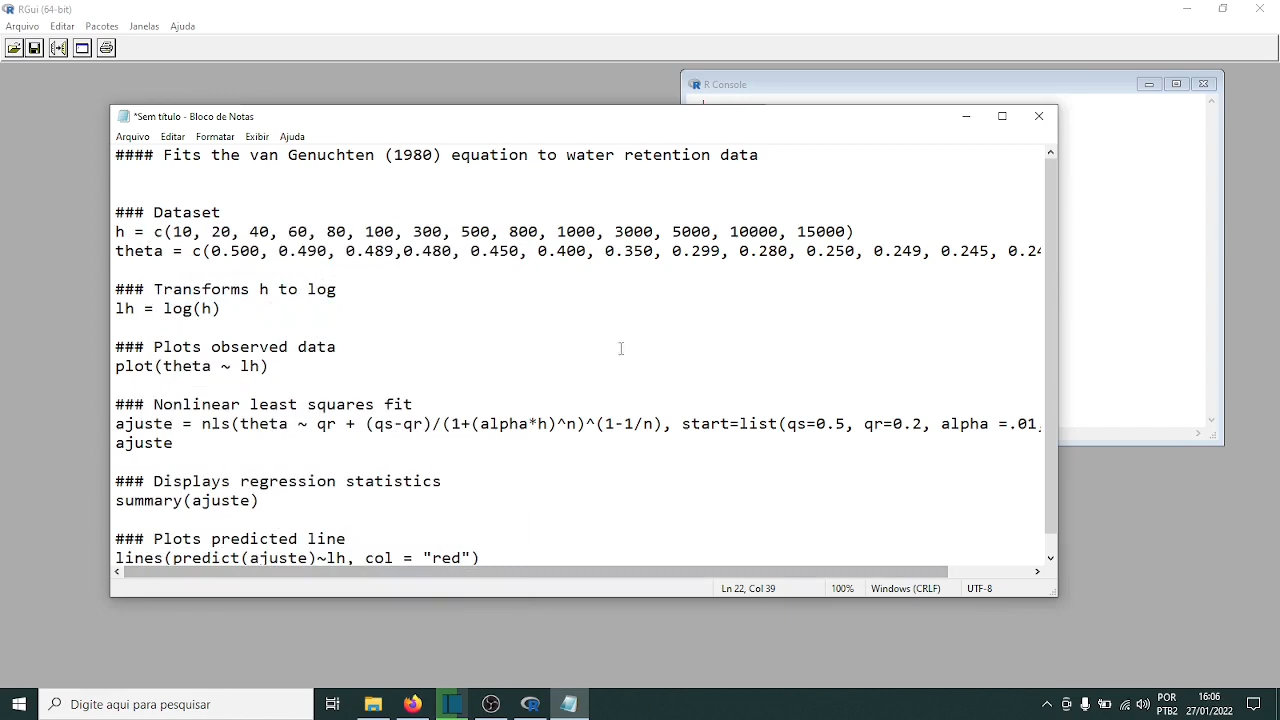 RGui (64-bit)
Arquivo Editar Pacotes Janelas Ajuda
R Console
*Sem título - Bloco de Notas
Arquivo Editar Formatar Exibir Ajuda
#### Fits the van Genuchten (1980) equation to water retention data
### Dataset
h = c(10, 20, 40, 60, 80, 100, 300, 500, 800, 1000, 3000, 5000, 10000, 15000)
theta = c(0.500, 0.490, 0.489,0.480, 0.450, 0.400, 0.350, 0.299, 0.280, 0.250, 0.249, 0.245, 0.24
### Transforms h to log
lh = log(h)
### Plots observed data
plot(theta ~ lh)
### Nonlinear least squares fit
ajuste = nls(theta ~ qr + (qs-qr)/(1+(alpha*h)^n)^(1-1/n), start=list(qs=0.5, qr=0.2, alpha =.01,
ajuste
### Displays regression statistics
summary(ajuste)
### Plots predicted line
lines(predict(ajuste)~lh, col = "red")
Ln 22, Col 39 100% Windows (CRLF) UTF-8
Digite aqui para pesquisar
POR
PTB2
16:06
27/01/2022